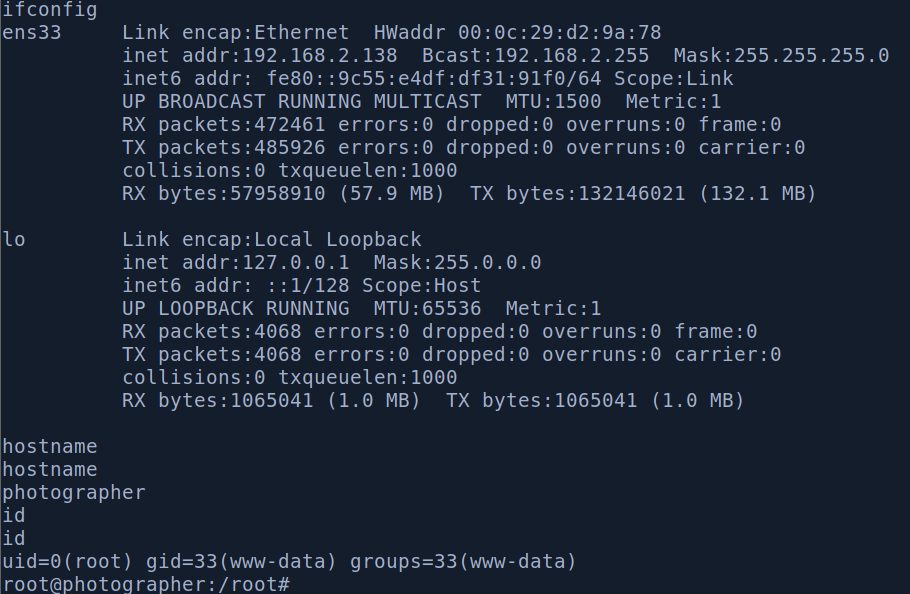 ifconfig
ens33     Link encap:Ethernet  HWaddr 00:0c:29:d2:9a:78
          inet addr:192.168.2.138  Bcast:192.168.2.255  Mask:255.255.255.0
          inet6 addr: fe80::9c55:e4df:df31:91f0/64 Scope:Link
          UP BROADCAST RUNNING MULTICAST  MTU:1500  Metric:1
          RX packets:472461 errors:0 dropped:0 overruns:0 frame:0
          TX packets:485926 errors:0 dropped:0 overruns:0 carrier:0
          collisions:0 txqueuelen:1000
          RX bytes:57958910 (57.9 MB)  TX bytes:132146021 (132.1 MB)

lo        Link encap:Local Loopback
          inet addr:127.0.0.1  Mask:255.0.0.0
          inet6 addr: ::1/128 Scope:Host
          UP LOOPBACK RUNNING  MTU:65536  Metric:1
          RX packets:4068 errors:0 dropped:0 overruns:0 frame:0
          TX packets:4068 errors:0 dropped:0 overruns:0 carrier:0
          collisions:0 txqueuelen:1000
          RX bytes:1065041 (1.0 MB)  TX bytes:1065041 (1.0 MB)

hostname
hostname
photographer
id
id
uid=0(root) gid=33(www-data) groups=33(www-data)
root@photographer:/root#